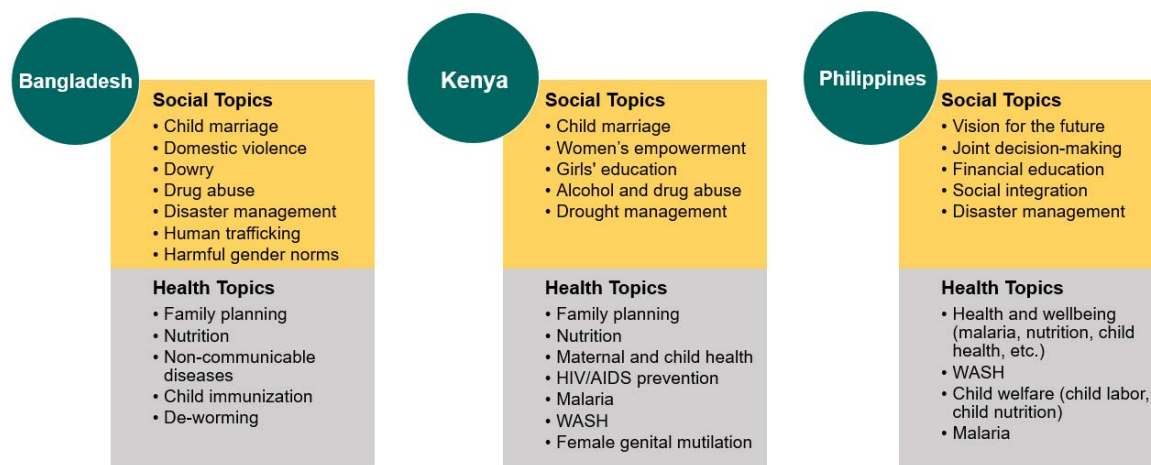 Bangladesh
Social Topics
• Child marriage
• Domestic violence
• Dowry
• Drug abuse
• Disaster management
• Human trafficking
• Harmful gender norms
Health Topics
• Family planning
• Nutrition
• Non-communicable
diseases
• Child immunization
• De-worming
Kenya
Social Topics
• Child marriage
• Women's empowerment
• Girls' education
• Alcohol and drug abuse
• Drought management
Health Topics
• Family planning
• Nutrition
• Maternal and child health
• HIV/AIDS prevention
• Malaria
• WASH
• Female genital mutilation
Philippines
Social Topics
• Vision for the future
• Joint decision-making
• Financial education
• Social integration
• Disaster management
Health Topics
• Health and wellbeing
(malaria, nutrition, child
health, etc.)
• WASH
• Child welfare (child labor,
child nutrition)
• Malaria